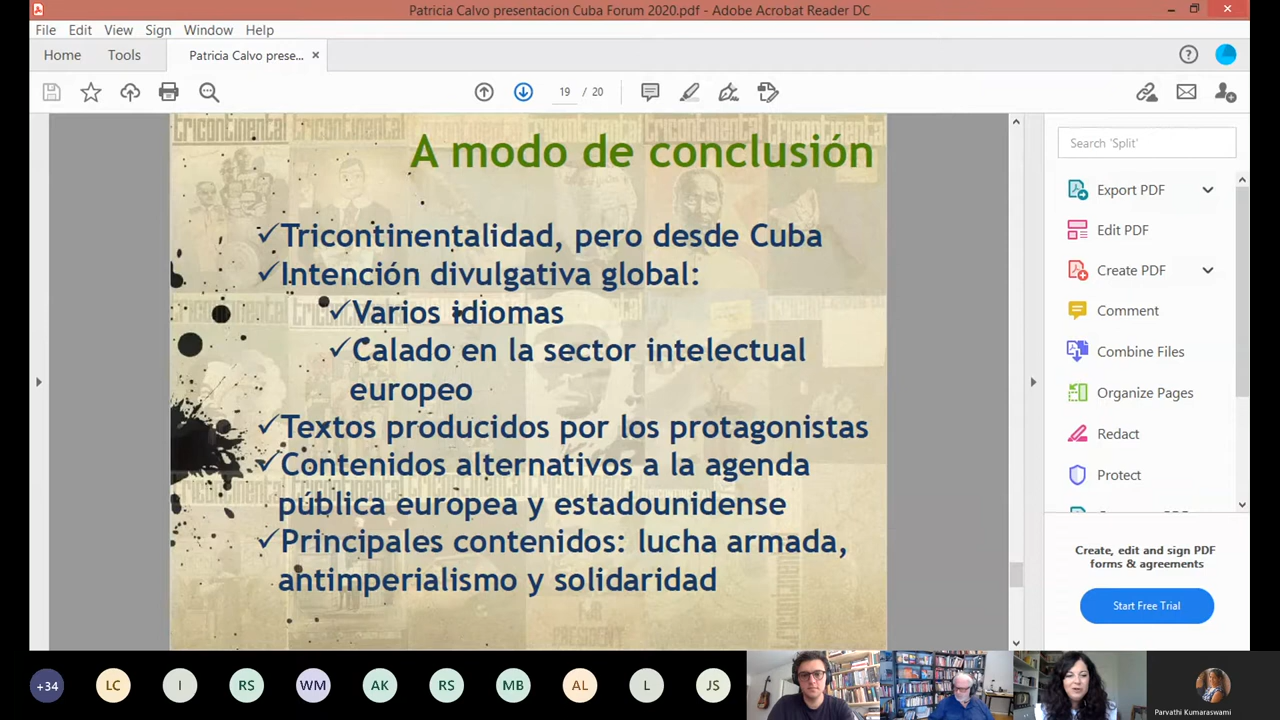 Patricia Calvo presentacion Cuba Forum 2020.pdf - Adobe Acrobat Reader DC
File Edit View Sign Window Help
Home Tools Patricia Calvo prese... ×
19 / 20
Search 'Split'
tricontinental
A modo de conclusión
✓Tricontinentalidad, pero desde Cuba
✓Intención divulgativa global:
✓Varios idiomas
✓Calado en la sector intelectual
europeo
✓Textos producidos por los protagonistas
✓Contenidos alternativos a la agenda
pública europea y estadounidense
✓Principales contenidos: lucha armada,
antimperialismo y solidaridad
FOR
PRESIDENT
Export PDF
Edit PDF
Create PDF
Comment
Combine Files
Organize Pages
Redact
Protect
Create, edit and sign PDF
forms & agreements
Start Free Trial
+34 LC I RS WM AK RS MB AL L JS
Parvathi Kumaraswami